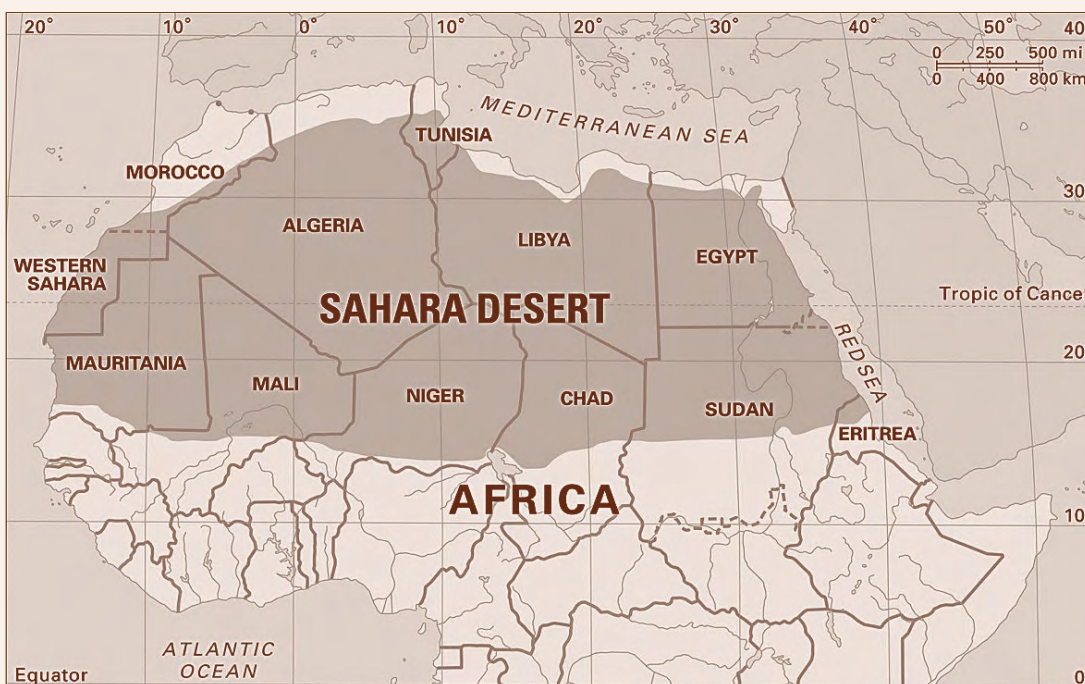 20° 10° 0° 10 20° 30° 40° 50° 40
0 250 500 mi
0 400 800 km
MEDITERRANEAN SEA
TUNISIA
MOROCCO
30
ALGERIA
LIBYA
EGYPT
WESTERN
SAHARA
Tropic of Cancer
SAHARA DESERT
RED SEA
MAURITANIA
20
MALI
NIGER
CHAD
SUDAN
ERITREA
AFRICA
10
ATLANTIC
OCEAN
Equator
0